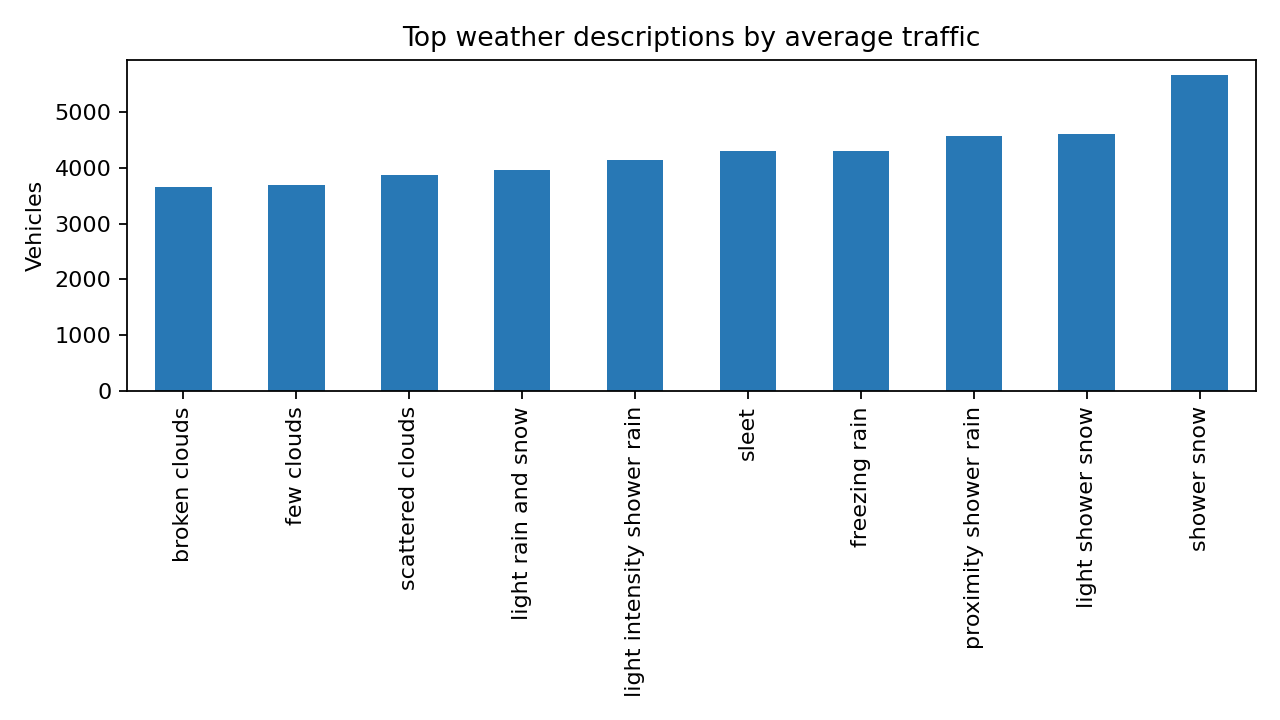 Top weather descriptions by average traffic
Vehicles
5000
4000
3000
2000
1000
0
broken clouds
few clouds
scattered clouds
light rain and snow
light intensity shower rain
sleet
freezing rain
proximity shower rain
light shower snow
shower snow